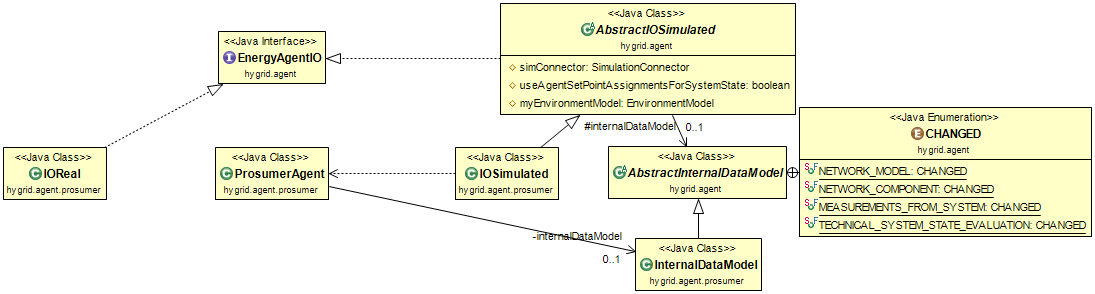 <<Java Class>>
AbstractIOSimulated
hygrid.agent
simConnector: SimulationConnector
useAgentSetPointAssignmentsForSystemState: boolean
myEnvironmentModel: EnvironmentModel
<<Java Interface>>
EnergyAgentIO
hygrid.agent
#internalDataModel
0..1
<<Java Enumeration>>
CHANGED
hygrid.agent
NETWORK_MODEL: CHANGED
NETWORK_COMPONENT: CHANGED
MEASUREMENTS_FROM_SYSTEM: CHANGED
TECHNICAL_SYSTEM_STATE_EVALUATION: CHANGED
<<Java Class>>
IOReal
hygrid.agent.prosumer
<<Java Class>>
ProsumerAgent
hygrid.agent.prosumer
<<Java Class>>
IOSimulated
hygrid.agent.prosumer
<<Java Class>>
AbstractInternalDataModel
hygrid.agent
-internalDataModel
0..1
<<Java Class>>
InternalDataModel
hygrid.agent.prosumer